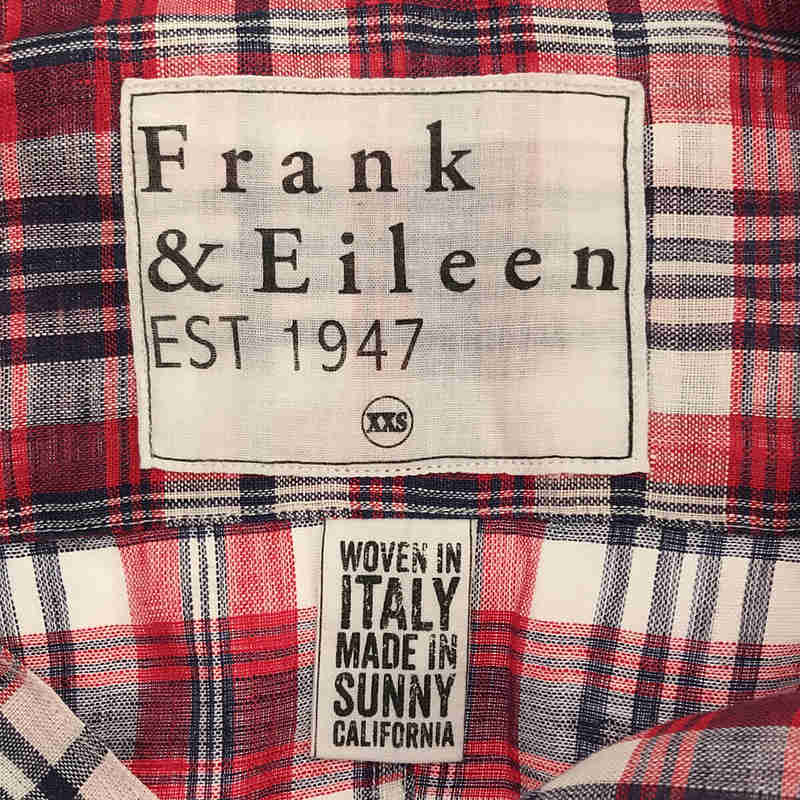 Frank
& Eileen
EST 1947
XXS
WOVEN IN
ITALY
MADE IN
SUNNY
CALIFORNIA